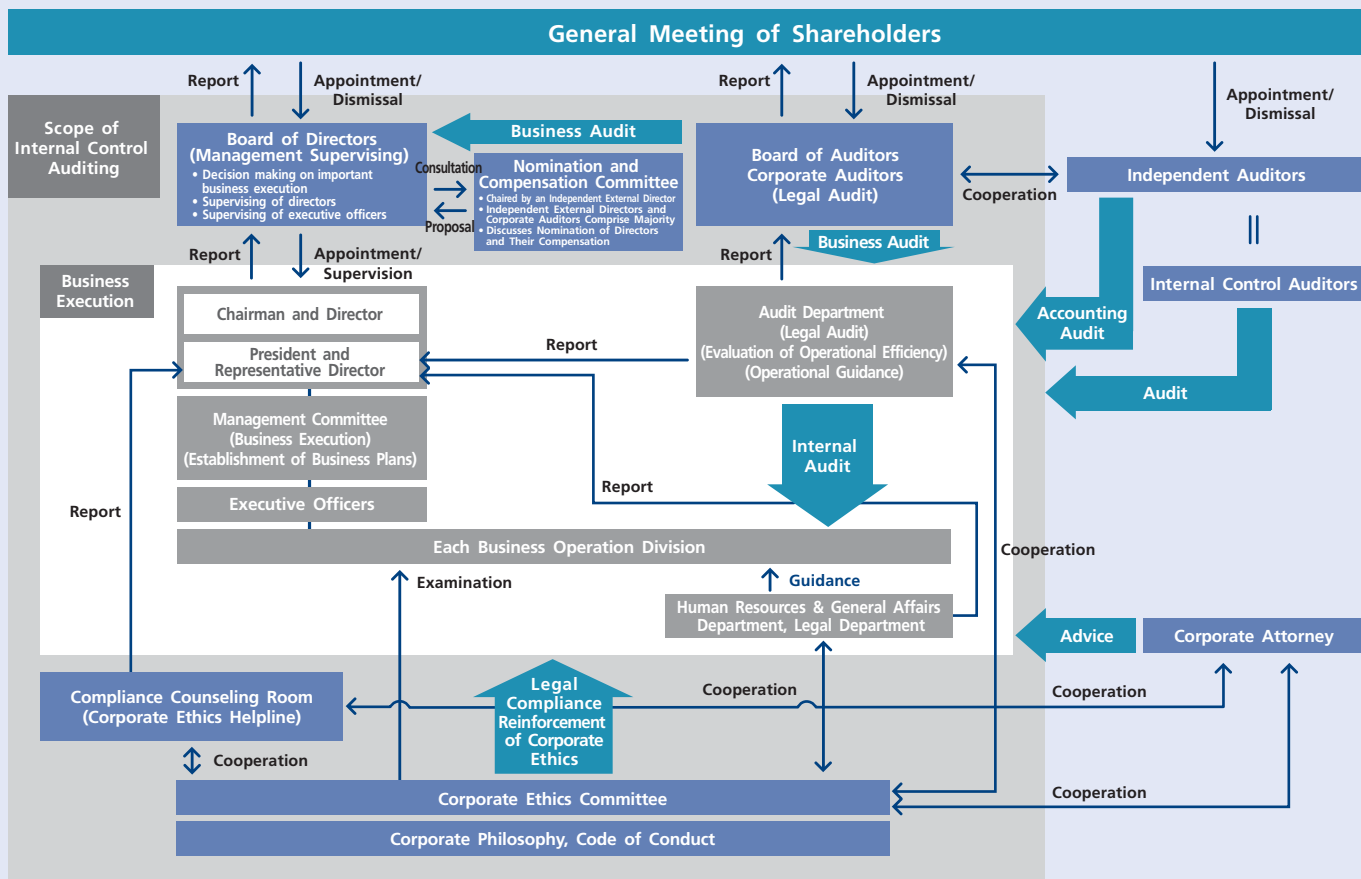 General Meeting of Shareholders
Report
Appointment/
Dismissal
Report
Appointment/
Dismissal
Appointment/
Dismissal
Scope of
Internal Control
Auditing
Board of Directors
(Management Supervising)
• Decision making on important
business execution
• Supervising of directors
• Supervising of executive officers
Business Audit
Consultation
Proposal
Nomination and
Compensation Committee
• Chaired by an Independent External Director
• Independent External Directors and
Corporate Auditors Comprise Majority
• Discusses Nomination of Directors
and Their Compensation
Board of Auditors
Corporate Auditors
(Legal Audit)
Cooperation
Independent Auditors
Report
Appointment/
Supervision
Report
Business Audit
Internal Control Auditors
Business
Execution
Chairman and Director
President and
Representative Director
Report
Audit Department
(Legal Audit)
(Evaluation of Operational Efficiency)
(Operational Guidance)
Accounting
Audit
Audit
Management Committee
(Business Execution)
(Establishment of Business Plans)
Internal
Audit
Executive Officers
Report
Report
Each Business Operation Division
Cooperation
Examination
Guidance
Human Resources & General Affairs
Department, Legal Department
Advice
Corporate Attorney
Compliance Counseling Room
(Corporate Ethics Helpline)
Legal
Compliance
Reinforcement
of Corporate
Ethics
Cooperation
Cooperation
Cooperation
Corporate Ethics Committee
Cooperation
Corporate Philosophy, Code of Conduct